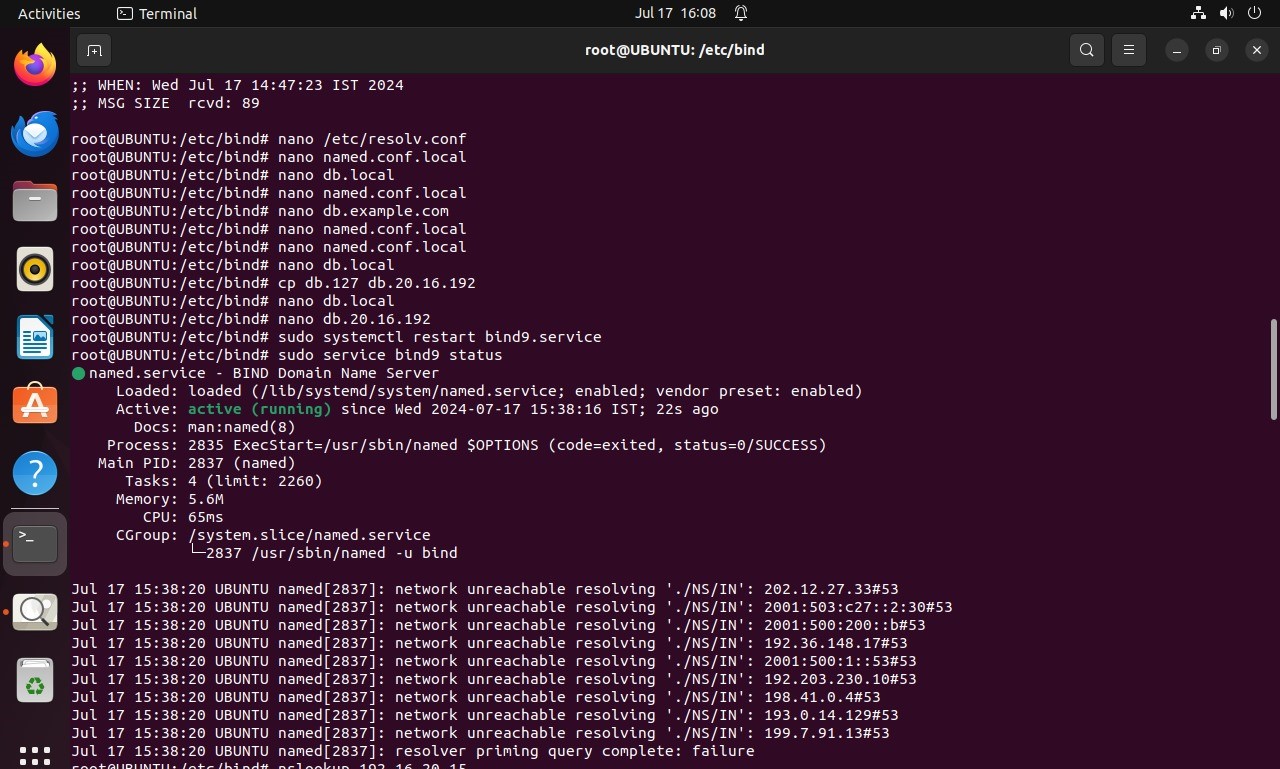 Activities Terminal Jul 17 16:08
root@UBUNTU: /etc/bind
;; WHEN: Wed Jul 17 14:47:23 IST 2024
;; MSG SIZE  rcvd: 89
root@UBUNTU:/etc/bind# nano /etc/resolv.conf
root@UBUNTU:/etc/bind# nano named.conf.local
root@UBUNTU:/etc/bind# nano db.local
root@UBUNTU:/etc/bind# nano named.conf.local
root@UBUNTU:/etc/bind# nano db.example.com
root@UBUNTU:/etc/bind# nano named.conf.local
root@UBUNTU:/etc/bind# nano named.conf.local
root@UBUNTU:/etc/bind# nano db.local
root@UBUNTU:/etc/bind# cp db.127 db.20.16.192
root@UBUNTU:/etc/bind# nano db.local
root@UBUNTU:/etc/bind# nano db.20.16.192
root@UBUNTU:/etc/bind# sudo systemctl restart bind9.service
root@UBUNTU:/etc/bind# sudo service bind9 status
● named.service - BIND Domain Name Server
     Loaded: loaded (/lib/systemd/system/named.service; enabled; vendor preset: enabled)
     Active: active (running) since Wed 2024-07-17 15:38:16 IST; 22s ago
       Docs: man:named(8)
    Process: 2835 ExecStart=/usr/sbin/named $OPTIONS (code=exited, status=0/SUCCESS)
   Main PID: 2837 (named)
      Tasks: 4 (limit: 2260)
     Memory: 5.6M
        CPU: 65ms
     CGroup: /system.slice/named.service
             └─2837 /usr/sbin/named -u bind
Jul 17 15:38:20 UBUNTU named[2837]: network unreachable resolving './NS/IN': 202.12.27.33#53
Jul 17 15:38:20 UBUNTU named[2837]: network unreachable resolving './NS/IN': 2001:503:c27::2:30#53
Jul 17 15:38:20 UBUNTU named[2837]: network unreachable resolving './NS/IN': 2001:500:200::b#53
Jul 17 15:38:20 UBUNTU named[2837]: network unreachable resolving './NS/IN': 192.36.148.17#53
Jul 17 15:38:20 UBUNTU named[2837]: network unreachable resolving './NS/IN': 2001:500:1::53#53
Jul 17 15:38:20 UBUNTU named[2837]: network unreachable resolving './NS/IN': 192.203.230.10#53
Jul 17 15:38:20 UBUNTU named[2837]: network unreachable resolving './NS/IN': 198.41.0.4#53
Jul 17 15:38:20 UBUNTU named[2837]: network unreachable resolving './NS/IN': 193.0.14.129#53
Jul 17 15:38:20 UBUNTU named[2837]: network unreachable resolving './NS/IN': 199.7.91.13#53
Jul 17 15:38:20 UBUNTU named[2837]: resolver priming query complete: failure
root@UBUNTU:/etc/bind# nslookup 192.16.20.15